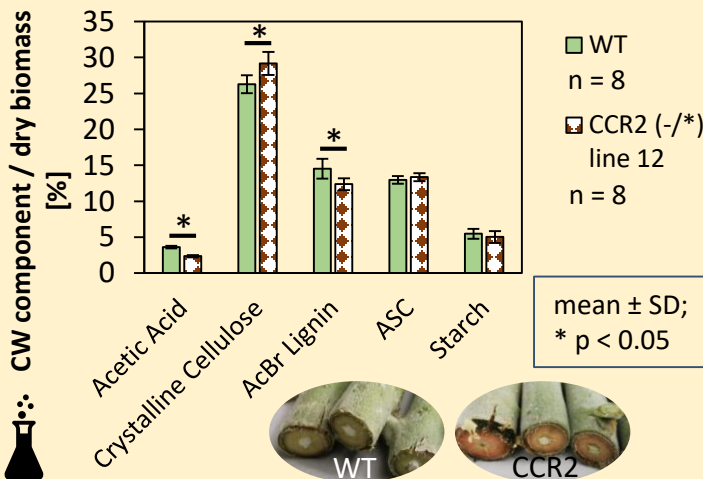 CW component / dry biomass
[%]
35
30
25
20
15
10
5
0
*
*
*
Acetic Acid
Crystalline Cellulose
AcBr Lignin
ASC
Starch
WT
n = 8
CCR2 (-/*)
line 12
n = 8
mean ± SD;
* p < 0.05
WT
CCR2